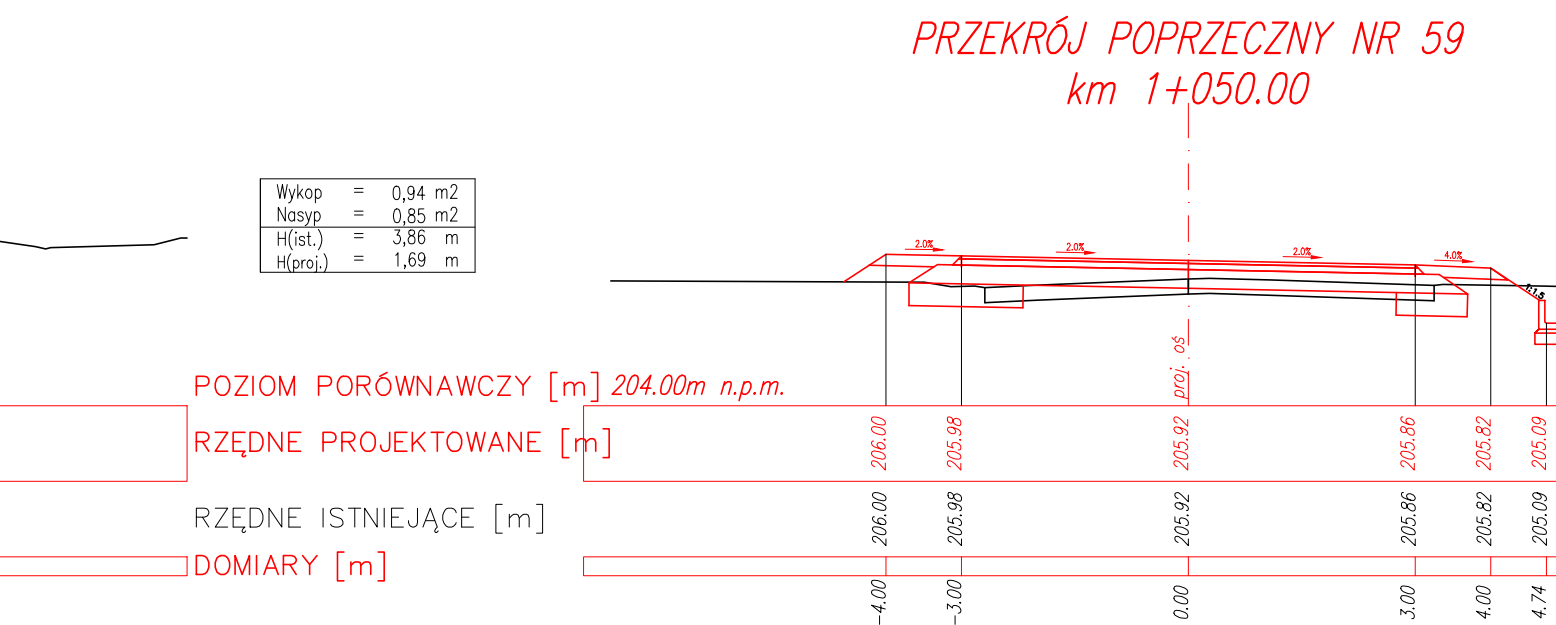 PRZEKRÓJ POPRZECZNY NR 59
km 1+050.00
Wykop = 0,94 m2
Nasyp = 0,85 m2
H(ist.) = 3,86 m
H(proj.) = 1,69 m
2.0% 2.0% 2.0% 4.0%
1:1.5
proj. oś
POZIOM PORÓWNAWCZY [m] 204.00m n.p.m.
RZĘDNE PROJEKTOWANE [m] 206.00 205.98 205.92 205.86 205.82 205.09
RZĘDNE ISTNIEJĄCE [m] 206.00 205.98 205.92 205.86 205.82 205.09
DOMIARY [m] -4.00 -3.00 0.00 3.00 4.00 4.74